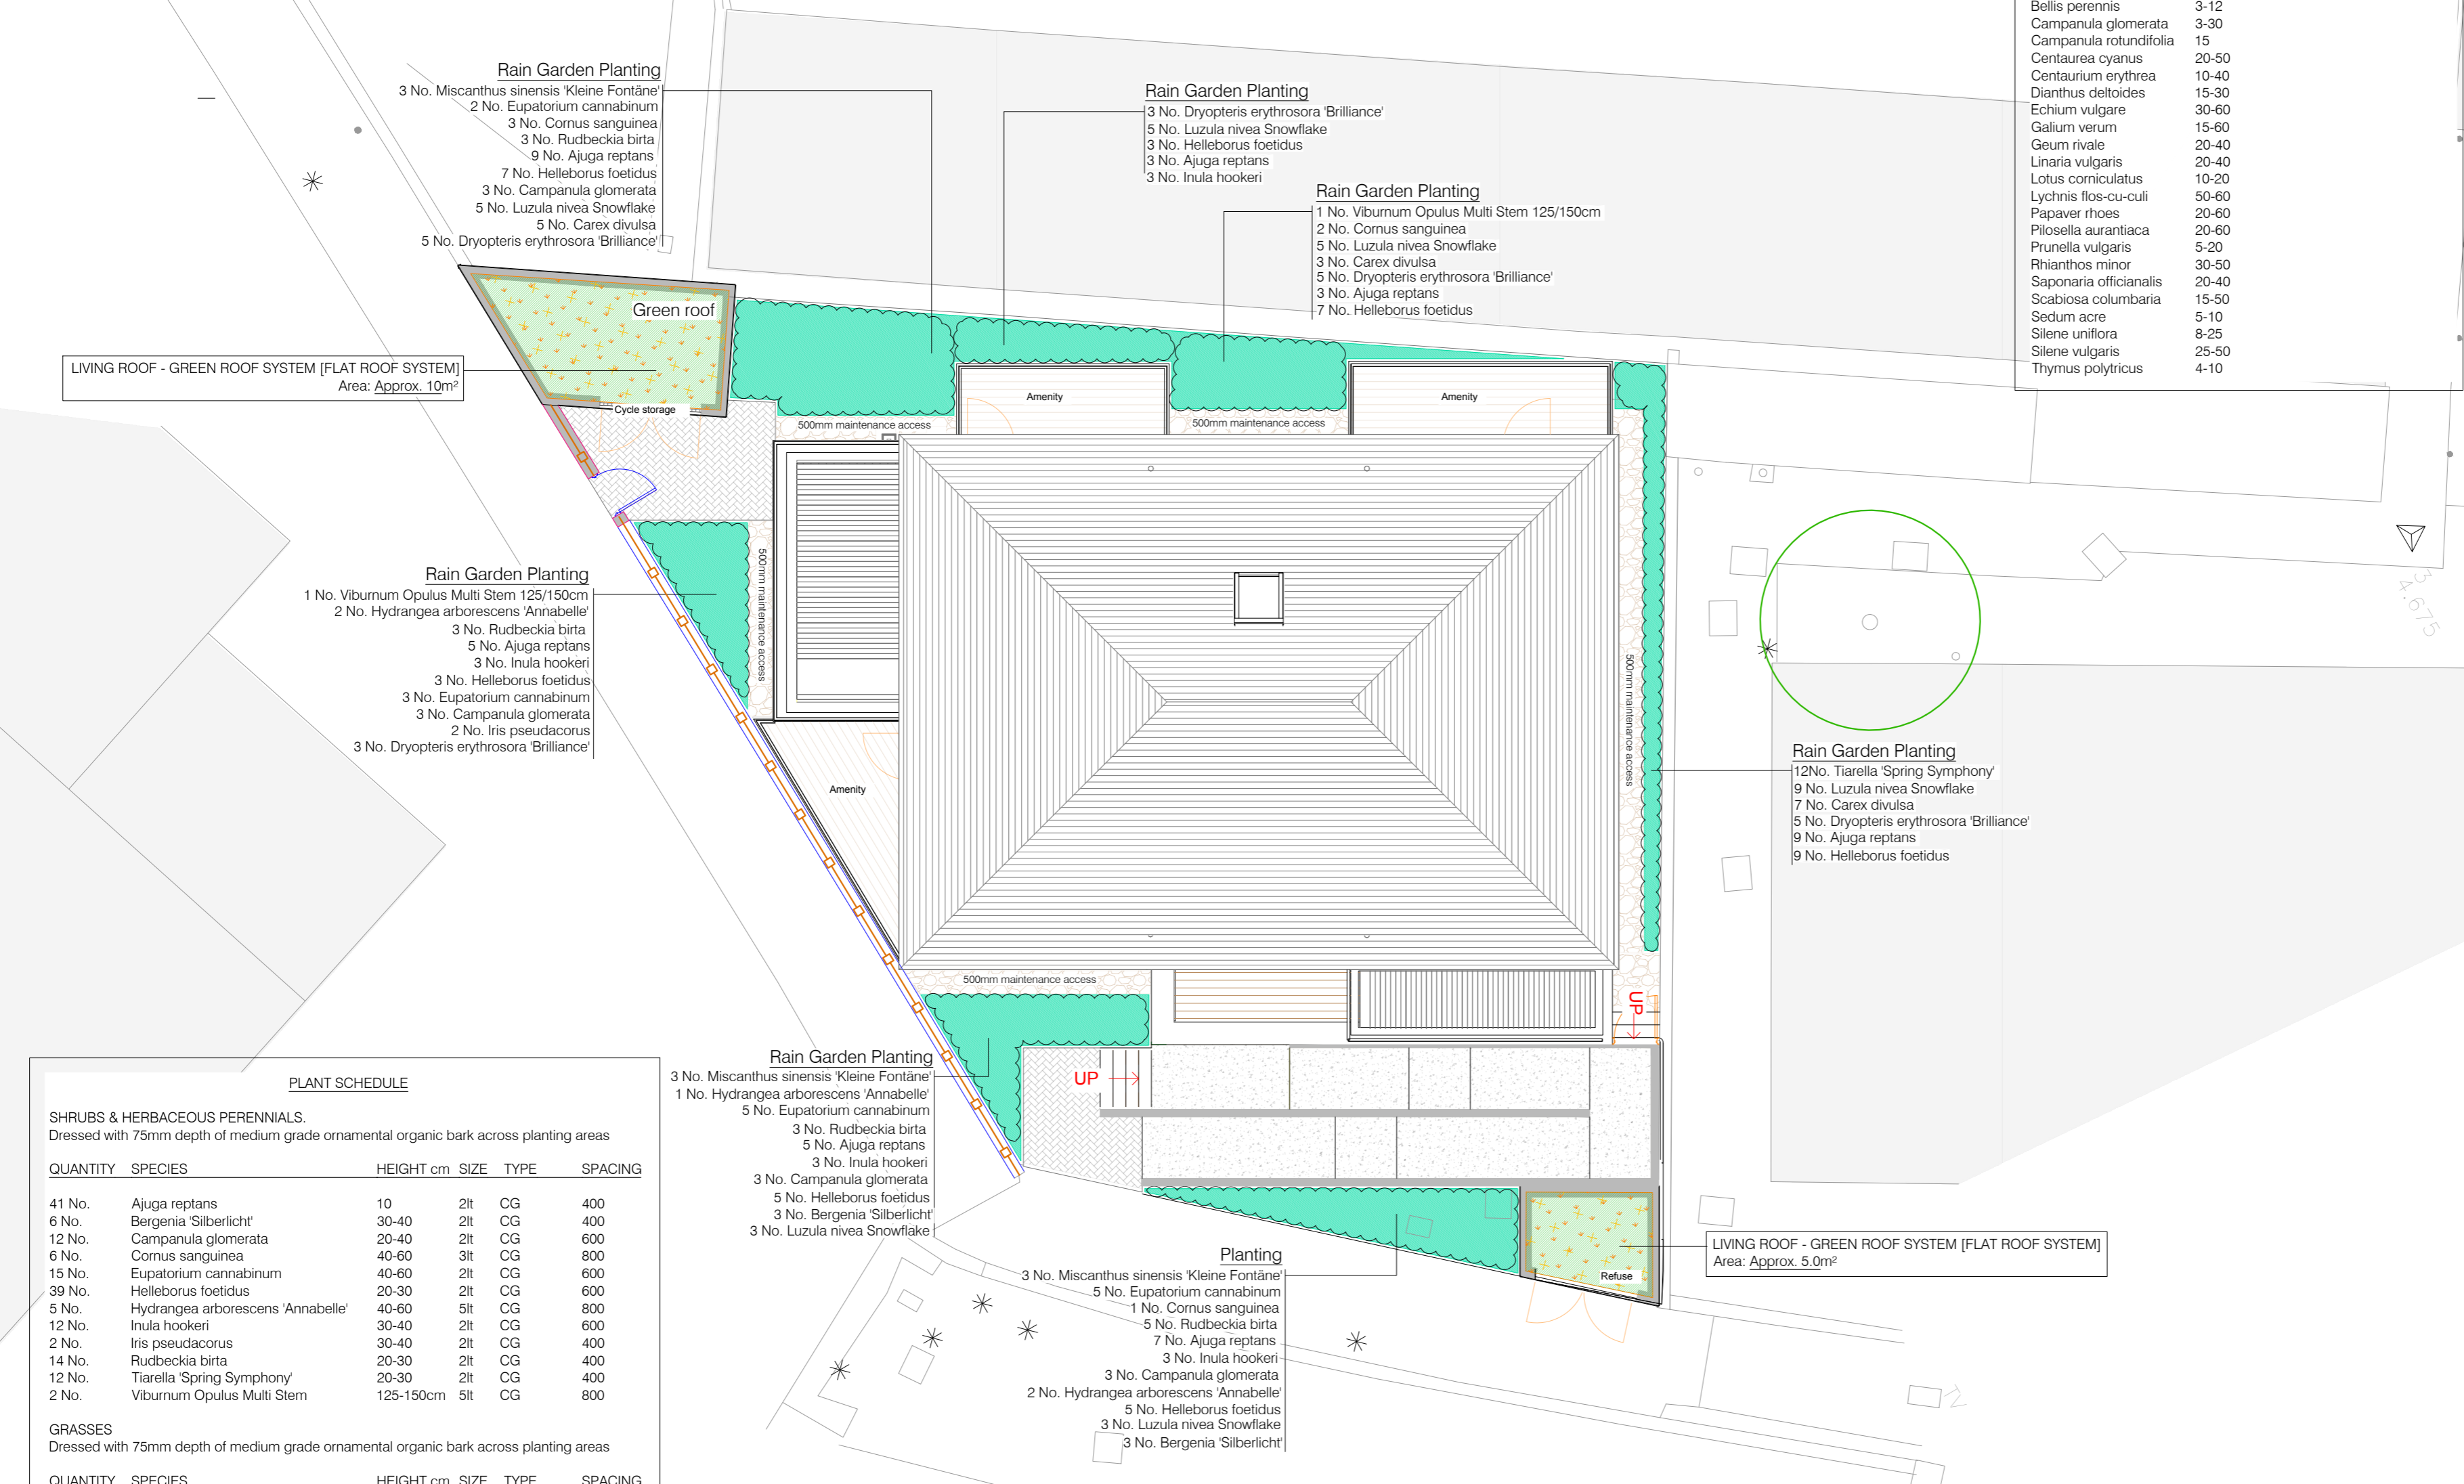 Rain Garden Planting
3 No. Miscanthus sinensis 'Kleine Fontäne'
2 No. Eupatorium cannabinum
3 No. Cornus sanguinea
3 No. Rudbeckia birta
9 No. Ajuga reptans
7 No. Helleborus foetidus
3 No. Campanula glomerata
5 No. Luzula nivea Snowflake
5 No. Carex divulsa
5 No. Dryopteris erythrosora 'Brilliance'
Rain Garden Planting
3 No. Dryopteris erythrosora 'Brilliance'
5 No. Luzula nivea Snowflake
3 No. Helleborus foetidus
3 No. Ajuga reptans
3 No. Inula hookeri
Rain Garden Planting
1 No. Viburnum Opulus Multi Stem 125/150cm
2 No. Cornus sanguinea
5 No. Luzula nivea Snowflake
3 No. Carex divulsa
5 No. Dryopteris erythrosora 'Brilliance'
3 No. Ajuga reptans
7 No. Helleborus foetidus
Bellis perennis 3-12
Campanula glomerata 3-30
Campanula rotundifolia 15
Centaurea cyanus 20-50
Centaurium erythrea 10-40
Dianthus deltoides 15-30
Echium vulgare 30-60
Galium verum 15-60
Geum rivale 20-40
Linaria vulgaris 20-40
Lotus corniculatus 10-20
Lychnis flos-cu-culi 50-60
Papaver rhoes 20-60
Pilosella aurantiaca 20-60
Prunella vulgaris 5-20
Rhianthos minor 30-50
Saponaria officianalis 20-40
Scabiosa columbaria 15-50
Sedum acre 5-10
Silene uniflora 8-25
Silene vulgaris 25-50
Thymus polytricus 4-10
Green roof
LIVING ROOF - GREEN ROOF SYSTEM [FLAT ROOF SYSTEM]
Area: Approx. 10m²
Cycle storage
Amenity
Amenity
500mm maintenance access
500mm maintenance access
500mm maintenance access
500mm maintenance access
4.675
Rain Garden Planting
1 No. Viburnum Opulus Multi Stem 125/150cm
2 No. Hydrangea arborescens 'Annabelle'
3 No. Rudbeckia birta
5 No. Ajuga reptans
3 No. Inula hookeri
3 No. Helleborus foetidus
3 No. Eupatorium cannabinum
3 No. Campanula glomerata
2 No. Iris pseudacorus
3 No. Dryopteris erythrosora 'Brilliance'
Amenity
Rain Garden Planting
12No. Tiarella 'Spring Symphony'
9 No. Luzula nivea Snowflake
7 No. Carex divulsa
5 No. Dryopteris erythrosora 'Brilliance'
9 No. Ajuga reptans
9 No. Helleborus foetidus
500mm maintenance access
UP
UP
Rain Garden Planting
3 No. Miscanthus sinensis 'Kleine Fontäne'
1 No. Hydrangea arborescens 'Annabelle'
5 No. Eupatorium cannabinum
3 No. Rudbeckia birta
5 No. Ajuga reptans
3 No. Inula hookeri
3 No. Campanula glomerata
5 No. Helleborus foetidus
3 No. Bergenia 'Silberlicht'
3 No. Luzula nivea Snowflake
Planting
3 No. Miscanthus sinensis 'Kleine Fontäne'
5 No. Eupatorium cannabinum
1 No. Cornus sanguinea
5 No. Rudbeckia birta
7 No. Ajuga reptans
3 No. Inula hookeri
3 No. Campanula glomerata
2 No. Hydrangea arborescens 'Annabelle'
5 No. Helleborus foetidus
3 No. Luzula nivea Snowflake
3 No. Bergenia 'Silberlicht'
Refuse
LIVING ROOF - GREEN ROOF SYSTEM [FLAT ROOF SYSTEM]
Area: Approx. 5.0m²
PLANT SCHEDULE
SHRUBS & HERBACEOUS PERENNIALS.
Dressed with 75mm depth of medium grade ornamental organic bark across planting areas
QUANTITY SPECIES HEIGHT cm SIZE TYPE SPACING
41 No. Ajuga reptans 10 2lt CG 400
6 No. Bergenia 'Silberlicht' 30-40 2lt CG 400
12 No. Campanula glomerata 20-40 2lt CG 600
6 No. Cornus sanguinea 40-60 3lt CG 800
15 No. Eupatorium cannabinum 40-60 2lt CG 600
39 No. Helleborus foetidus 20-30 2lt CG 600
5 No. Hydrangea arborescens 'Annabelle' 40-60 5lt CG 800
12 No. Inula hookeri 30-40 2lt CG 600
2 No. Iris pseudacorus 30-40 2lt CG 400
14 No. Rudbeckia birta 20-30 2lt CG 400
12 No. Tiarella 'Spring Symphony' 20-30 2lt CG 400
2 No. Viburnum Opulus Multi Stem 125-150cm 5lt CG 800
GRASSES
Dressed with 75mm depth of medium grade ornamental organic bark across planting areas
QUANTITY SPECIES HEIGHT cm SIZE TYPE SPACING